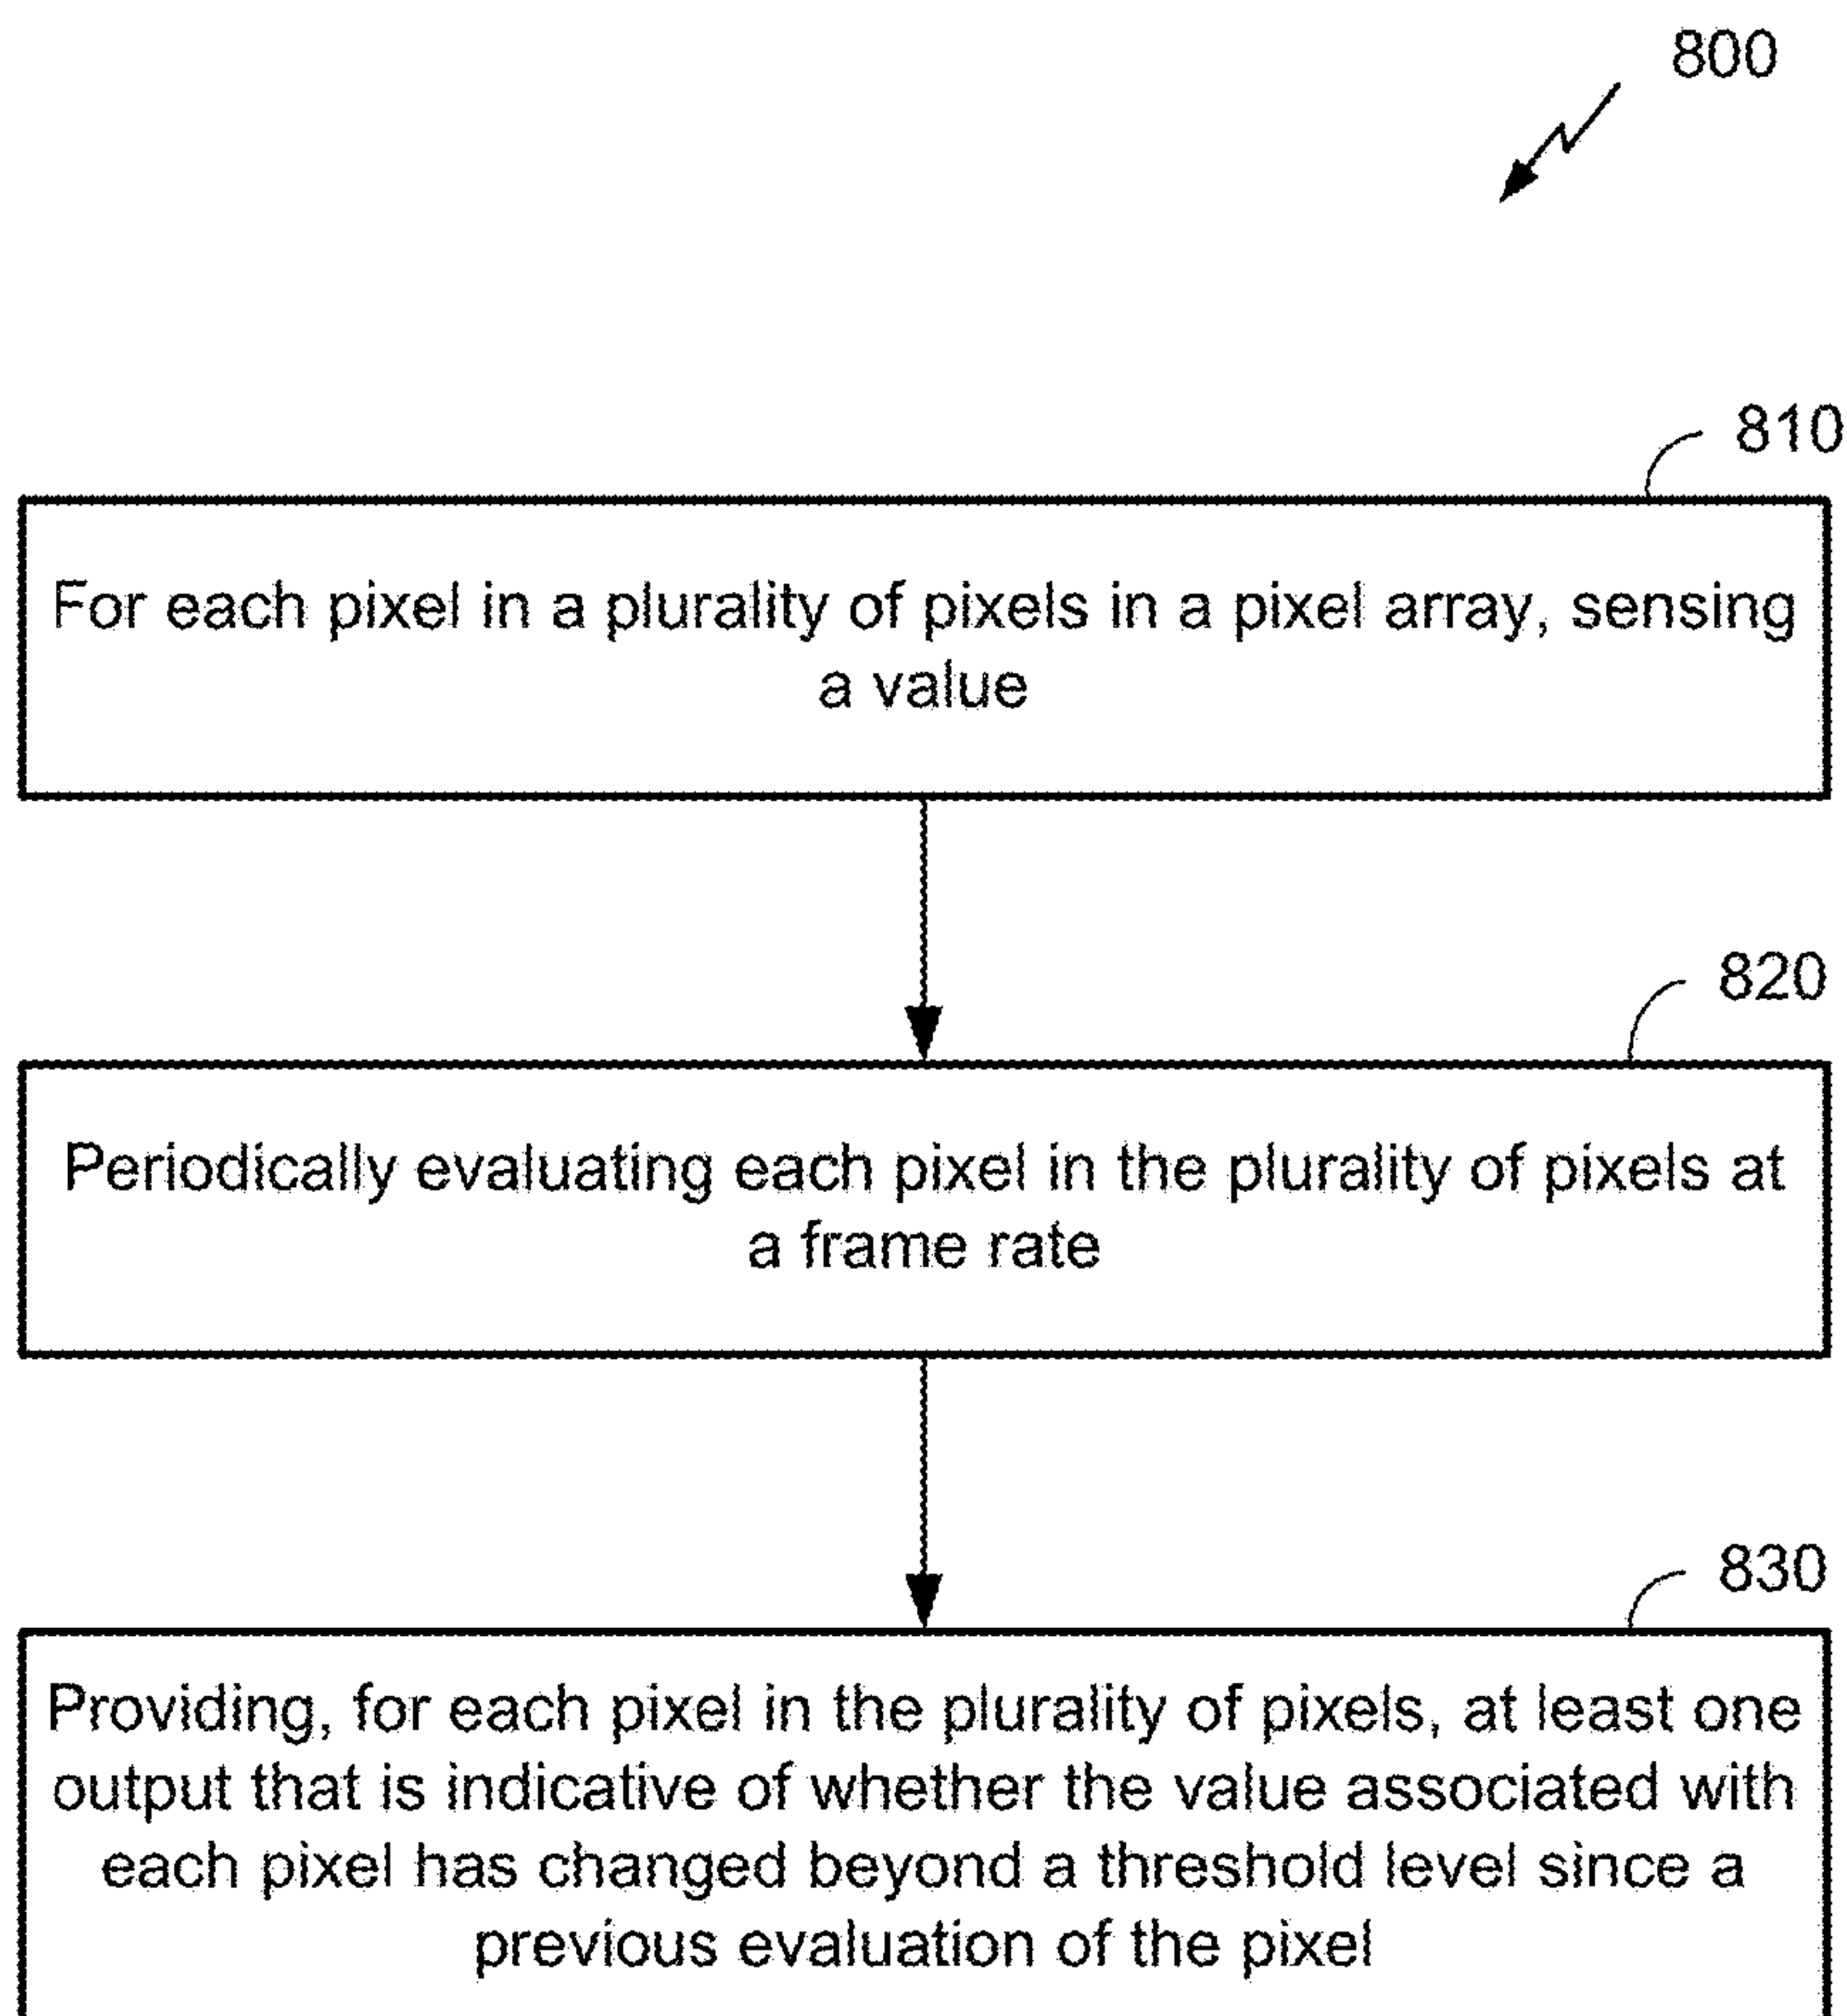 800
810
For each pixel in a plurality of pixels in a pixel array, sensing
a value
820
Periodically evaluating each pixel in the plurality of pixels at
a frame rate
830
Providing, for each pixel in the plurality of pixels, at least one
output that is indicative of whether the value associated with
each pixel has changed beyond a threshold level since a
previous evaluation of the pixel